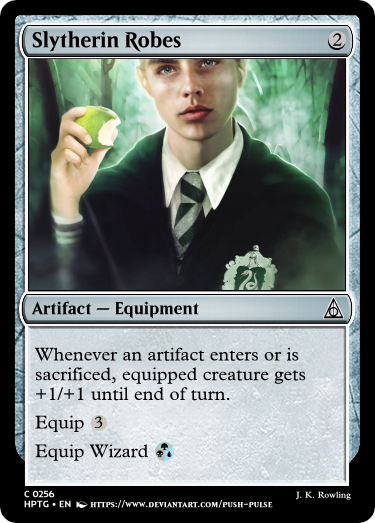 Slytherin Robes 2
Artifact — Equipment
Whenever an artifact enters or is
sacrificed, equipped creature gets
+1/+1 until end of turn.
Equip 3
Equip Wizard
C 0256
J. K. Rowling
HPTG • EN HTTPS://WWW.DEVIANTART.COM/PUSH-PULSE